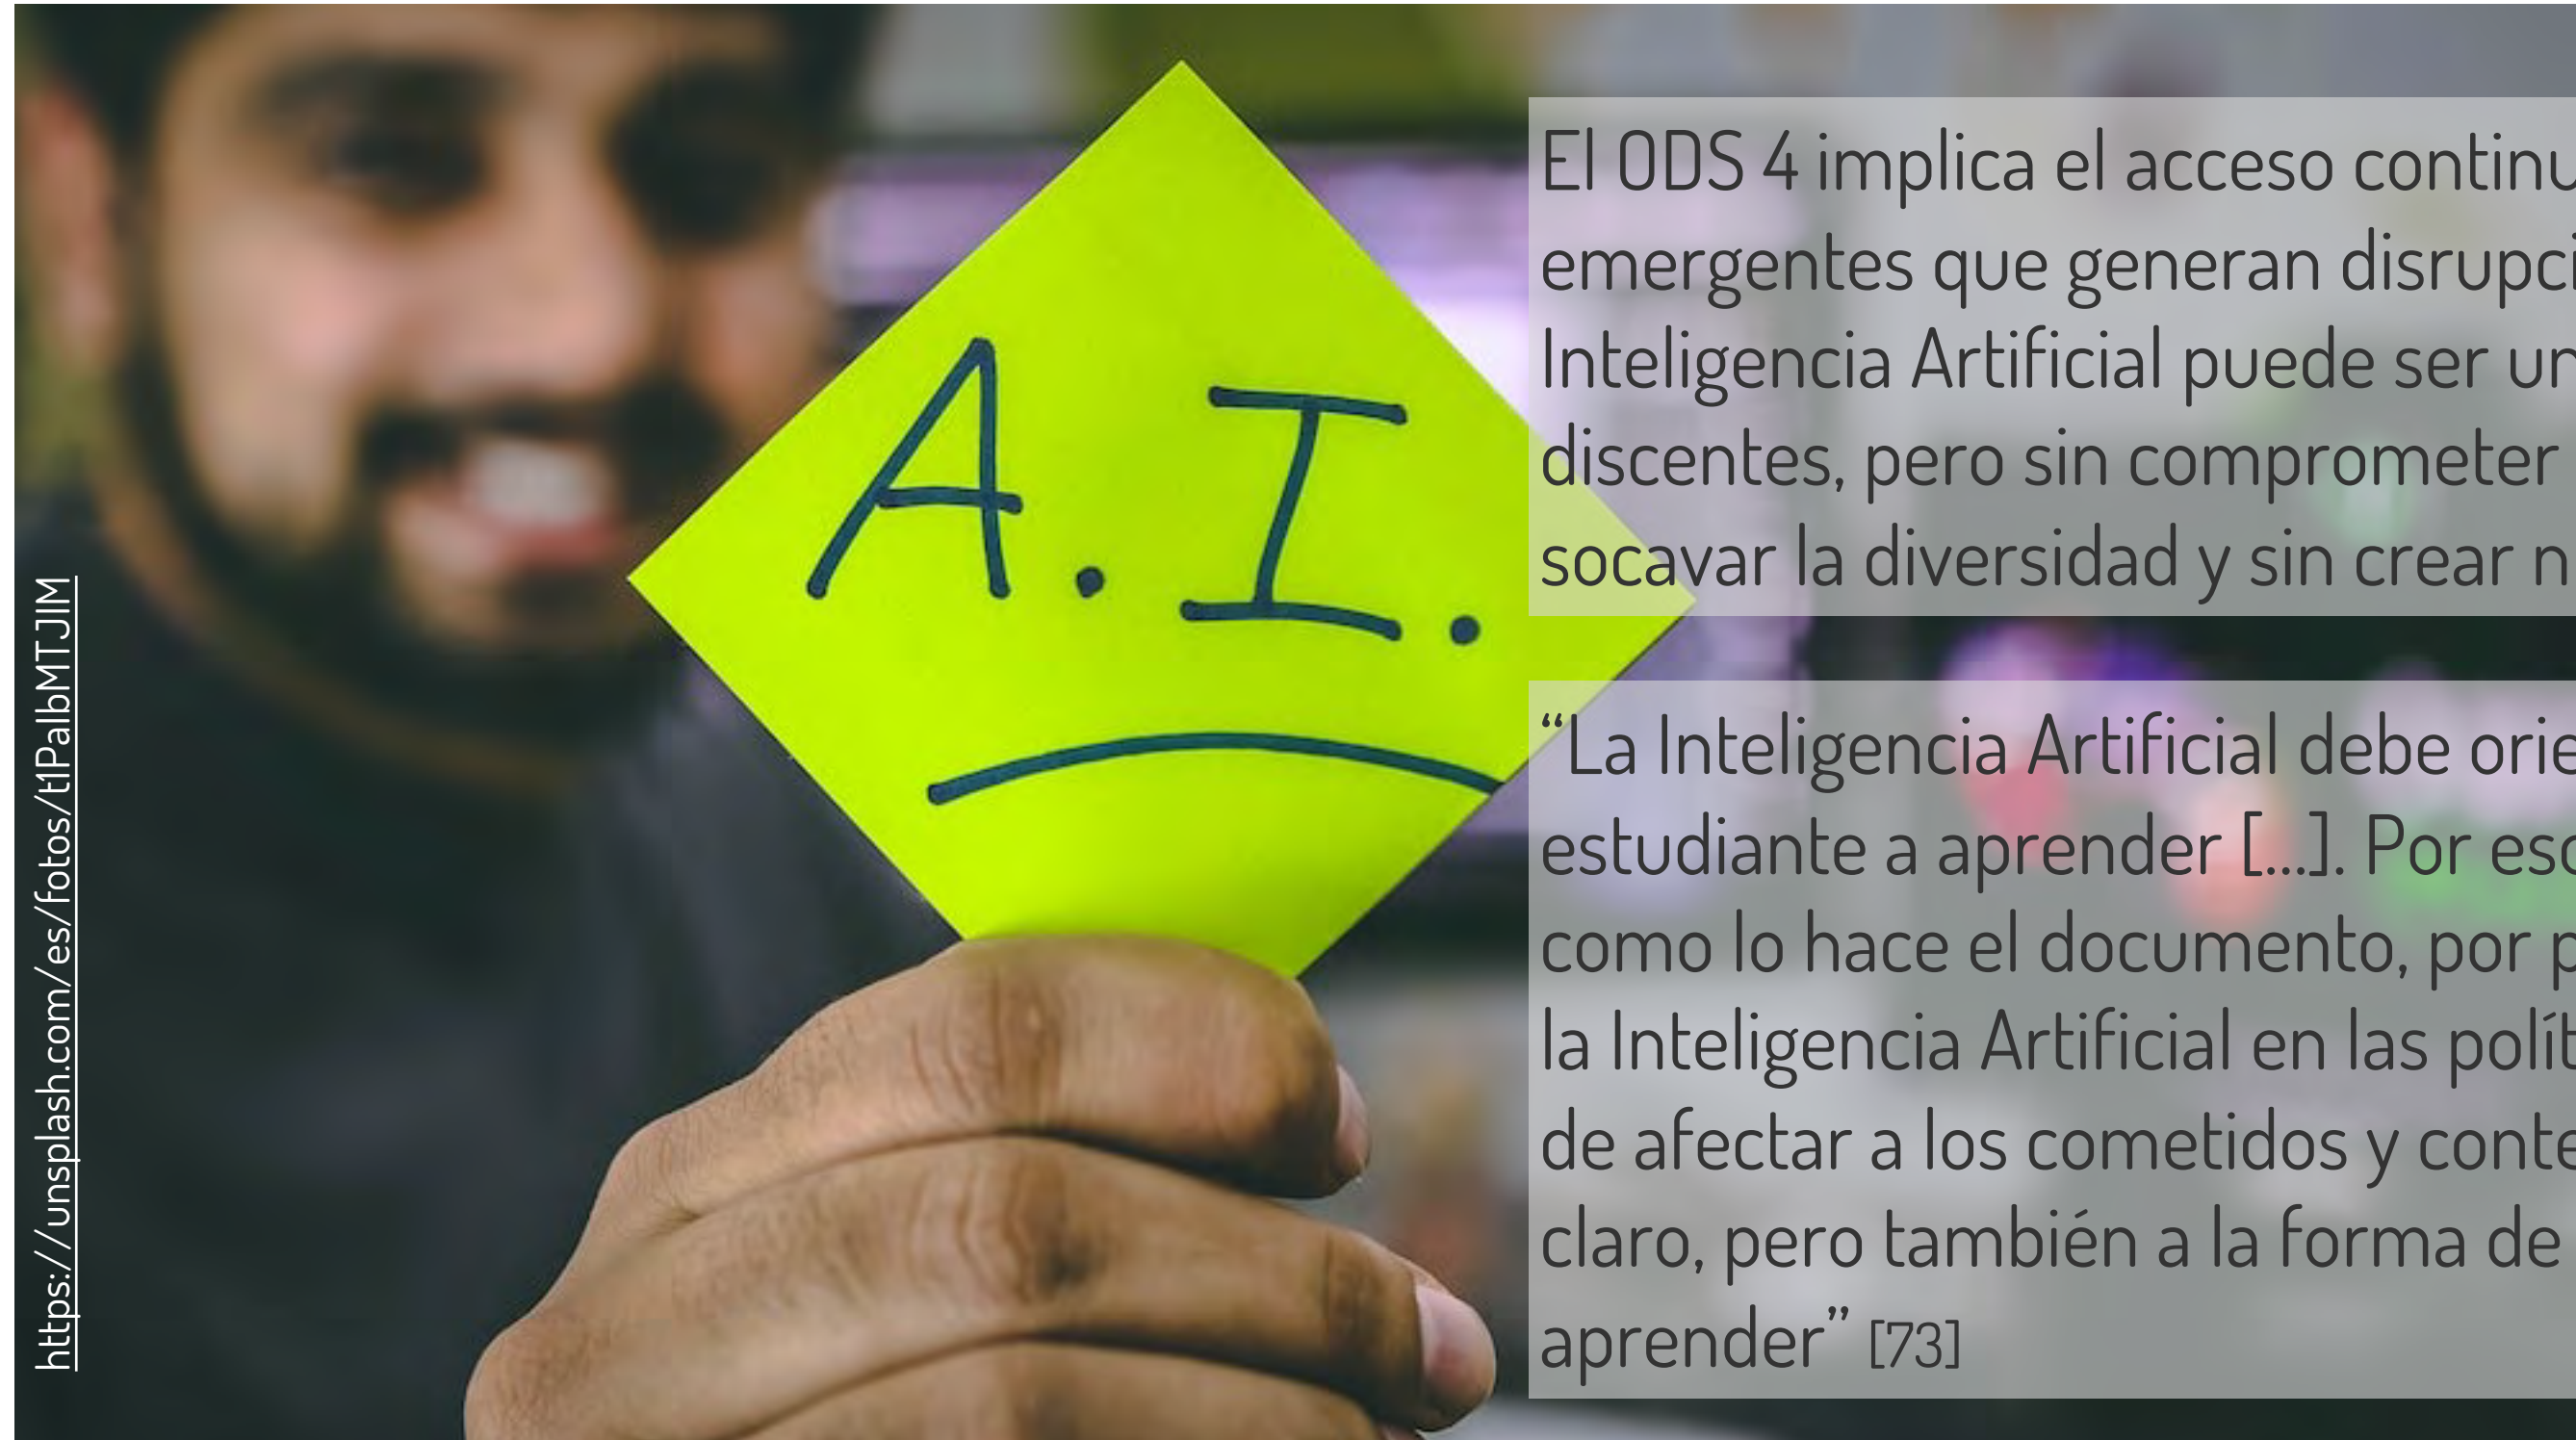 https://unsplash.com/es/fotos/t1PalbMTJIM
A. I.
El ODS 4 implica el acceso continu
emergentes que generan disrupci
Inteligencia Artificial puede ser un
discentes, pero sin comprometer
socavar la diversidad y sin crear n
“La Inteligencia Artificial debe orie
estudiante a aprender [...]. Por eso
como lo hace el documento, por p
la Inteligencia Artificial en las polít
de afectar a los cometidos y conte
claro, pero también a la forma de
aprender” [73]